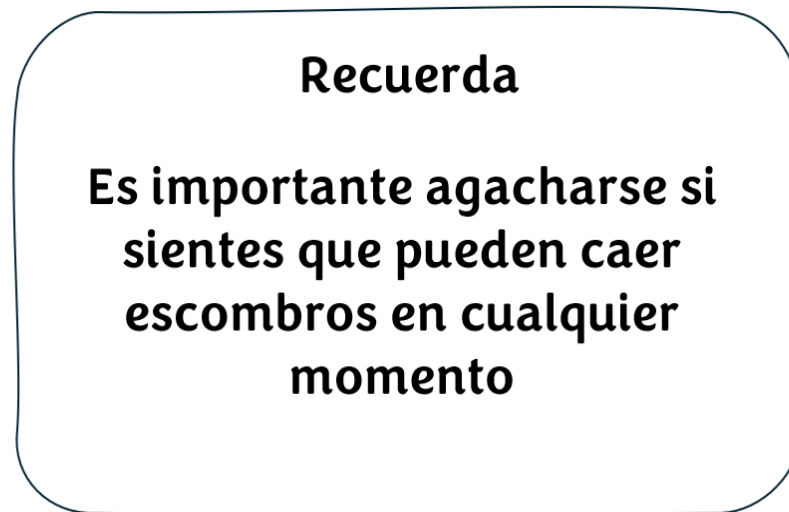 Recuerda
Es importante agacharse si
sientes que pueden caer
escombros en cualquier
momento